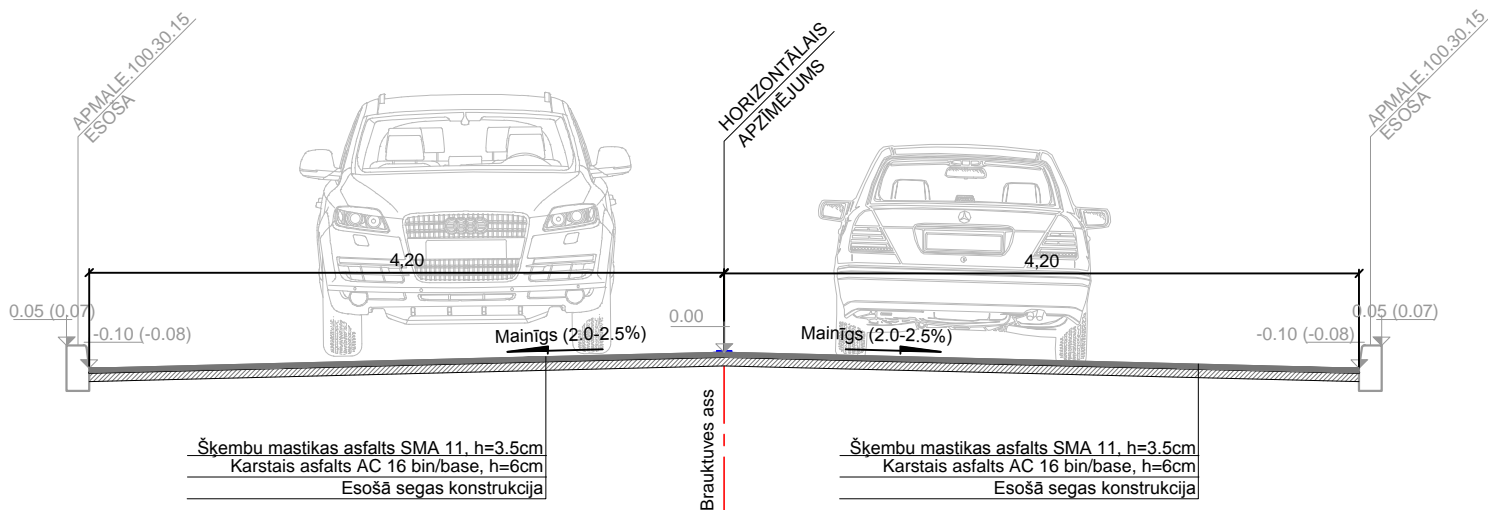 APMALE.100.30.15
ESOŠA
HORIZONTĀLAIS
APZĪMĒJUMS
APMALE.100.30.15
ESOŠA
4,20
4,20
0.05 (0.07)
-0.10 (-0.08)
Mainīgs (2.0-2.5%)
0.00
Mainīgs (2.0-2.5%)
-0.10 (-0.08)
0.05 (0.07)
Šķembu mastikas asfalts SMA 11, h=3.5cm
Karstais asfalts AC 16 bin/base, h=6cm
Esošā segas konstrukcija
Brauktuves ass
Šķembu mastikas asfalts SMA 11, h=3.5cm
Karstais asfalts AC 16 bin/base, h=6cm
Esošā segas konstrukcija